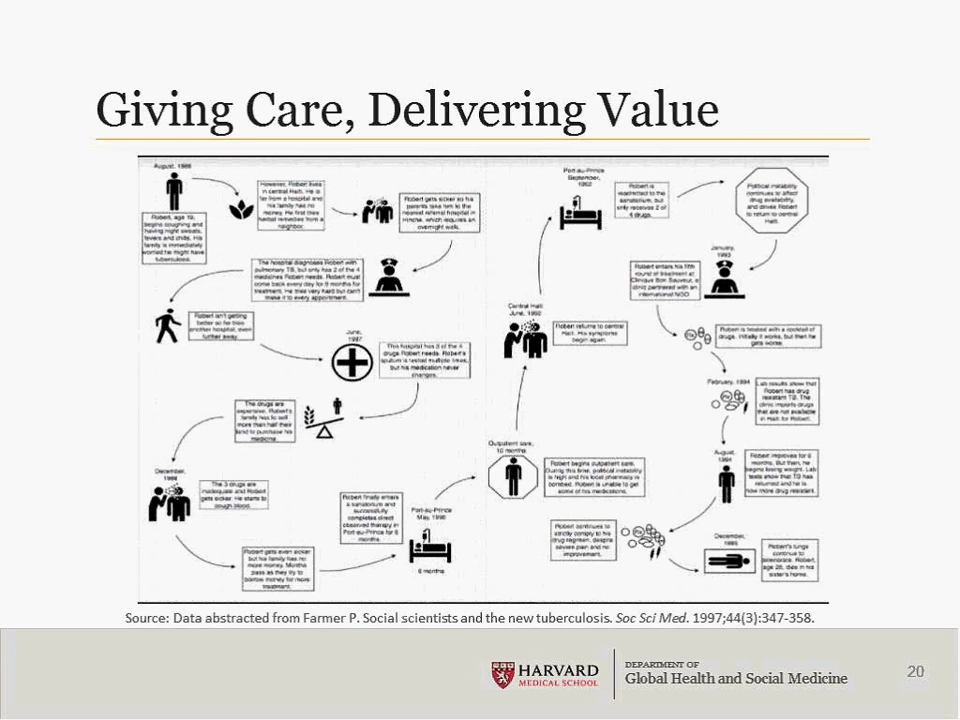 Giving Care, Delivering Value
August, 1986
Robert, age 19,
begins coughing and
having night sweats,
fevers and chills. His
family is immediately
worried he might have
tuberculosis.
However, Robert lives
in central Haiti. He is
far from a hospital and
his family has no
money. He first tries
herbal remedies from a
neighbor.
Robert gets sicker so his
parents take him to the
nearest referral hospital in
Hinche, which requires an
overnight walk.
The hospital diagnoses Robert with
pulmonary TB, but only has 2 of the 4
medicines Robert needs. Robert must
come back every day for 8 months for
treatment. He tries very hard but can't
make it to every appointment.
Robert isn't getting
better so he tries
another hospital, even
further away.
June,
1987
This hospital has 3 of the 4
drugs Robert needs. Robert's
sputum is tested multiple times,
but his medication never
changes.
The drugs are
expensive. Robert's
family has to sell
more than half their
land to purchase his
medicine.
December,
The 3 drugs are
inadequate and Robert
gets sicker. He starts to
cough blood.
Robert gets even sicker
but his family has no
more money. Months
pass as they try to
borrow money for more
treatment.
Robert finally enters
a sanatorium and
successfully
completes direct
observed therapy in
Port-au-Prince for 6
months.
Port-au-Prince
May,
6 months
Outpatient care,
10 months
Robert begins outpatient care.
During this time, political instability
is high and his local pharmacy is
bombed. Robert is unable to get
some of his medications.
Central Haiti
June,
Robert returns to central
Haiti. His symptoms
begin again.
Port-au-Prince
September,
Robert is
readmitted to the
sanatorium, but
only receives 2 of
4 drugs.
Political instability
continues to affect
drug availability,
and drives Robert
to return to central
Haiti.
January,
1993
Robert enters his fifth
round of treatment at
Clinique Bon Sauveur, a
clinic partnered with an
international NGO
Robert is treated with a cocktail of
drugs. Initially it works, but then he
gets worse.
February, 1994
Lab results show that
Robert has drug
resistant TB. The
clinic imports drugs
that are not available
in Haiti for Robert.
August,
1994
Robert improves for 6
months. But then, he
begins losing weight. Lab
tests show that TB has
returned and he is
now more drug resistant.
Robert continues to
strictly comply to his
drug regimen, despite
severe pain and no
improvement.
December,
1995
Robert's lungs
continue to
Robert,
age 28, dies in his
sister's home.
Source: Data abstracted from Farmer P. Social scientists and the new tuberculosis. Soc Sci Med. 1997;44(3):347-358.
HARVARD
MEDICAL SCHOOL
DEPARTMENT OF
Global Health and Social Medicine
20